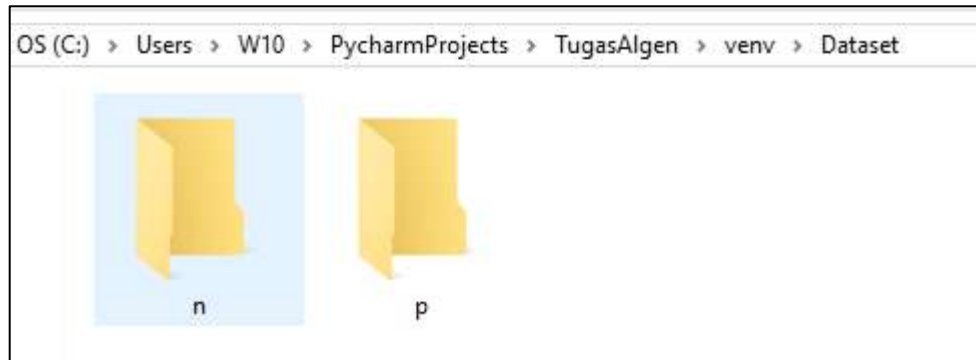 OS (C:) > Users > W10 > PycharmProjects > TugasAlgen > venv > Dataset
n p